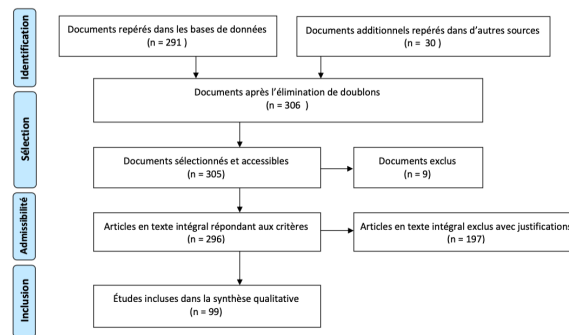 Identification
Documents repérés dans les bases de données
(n = 291 )
Documents additionnels repérés dans d'autres sources
(n = 30 )
Documents après l'élimination de doublons
(n = 306 )
Sélection
Documents sélectionnés et accessibles
(n = 305)
Documents exclus
(n = 9)
Admissibilité
Articles en texte intégral répondant aux critères
(n = 296)
Articles en texte intégral exclus avec justifications
(n = 197)
Inclusion
Études incluses dans la synthèse qualitative
(n = 99)